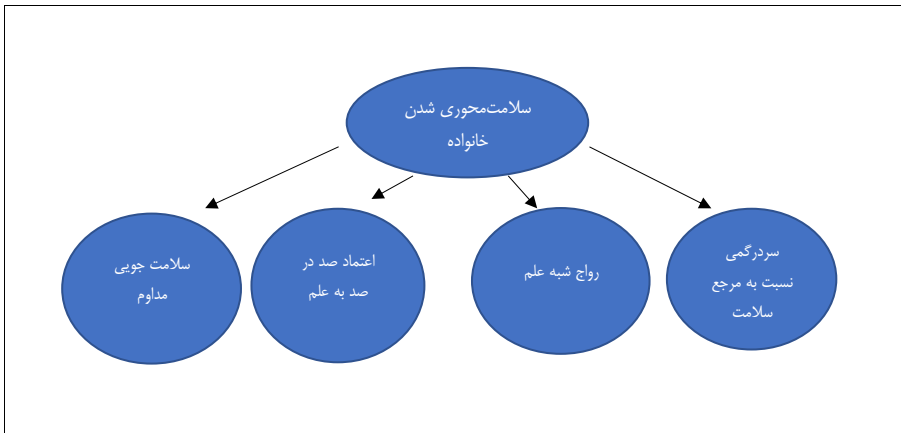 سلامت‌محوری شدن
خانواده
سردرگمی
نسبت به مرجع
سلامت
رواج شبه علم
اعتماد صد در
صد به علم
سلامت جویی
مداوم